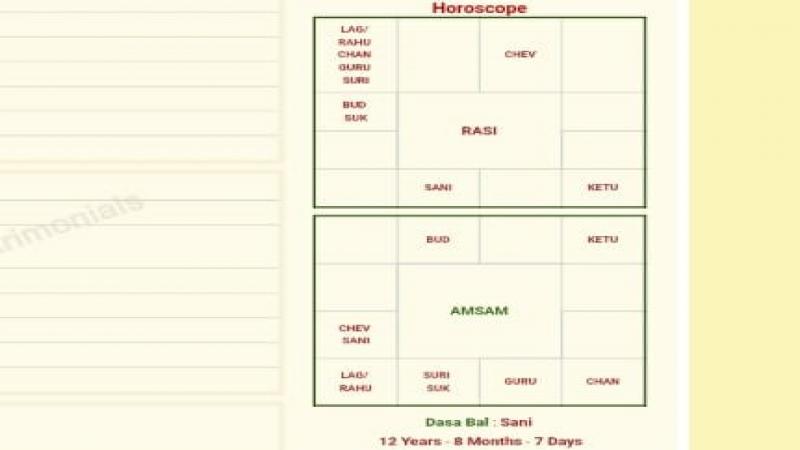 Horoscope
LAG/
RAHU
CHAN
GURU
SURI
CHEV
BUD
SUK
RASI
SANI
KETU
BUD
KETU
AMSAM
CHEV
SANI
LAG/
RAHU
SURI
SUK
GURU
CHAN
Dasa Bal : Sani
12 Years - 8 Months - 7 Days
trimonials